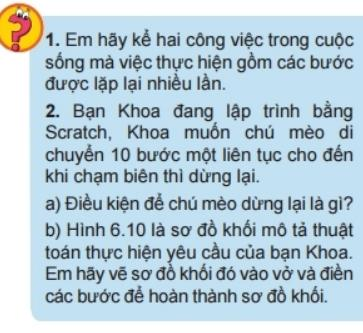 1. Em hãy kể hai công việc trong cuộc
sống mà việc thực hiện gồm các bước
được lặp lại nhiều lần.
2. Bạn Khoa đang lập trình bằng
Scratch, Khoa muốn chú mèo di
chuyển 10 bước một liên tục cho đến
khi chạm biên thì dừng lại.
a) Điều kiện để chú mèo dừng lại là gì?
b) Hình 6.10 là sơ đồ khối mô tả thuật
toán thực hiện yêu cầu của bạn Khoa.
Em hãy vẽ sơ đồ khối đó vào vở và điền
các bước để hoàn thành sơ đồ khối.